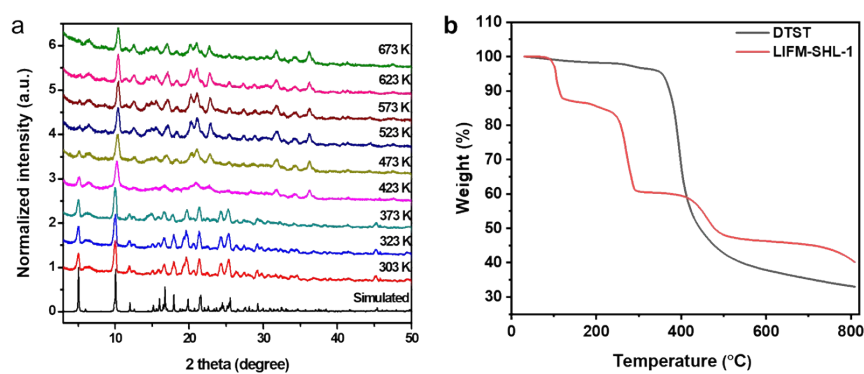 a
Normalized intensity (a.u.)
6
5
4
3
2
1
0
673 K
623 K
573 K
523 K
473 K
423 K
373 K
323 K
303 K
Simulated
10
20
30
40
50
2 theta (degree)
b
Weight (%)
110
100
90
80
70
60
50
40
30
DTST
LIFM-SHL-1
0
200
400
600
800
Temperature (°C)